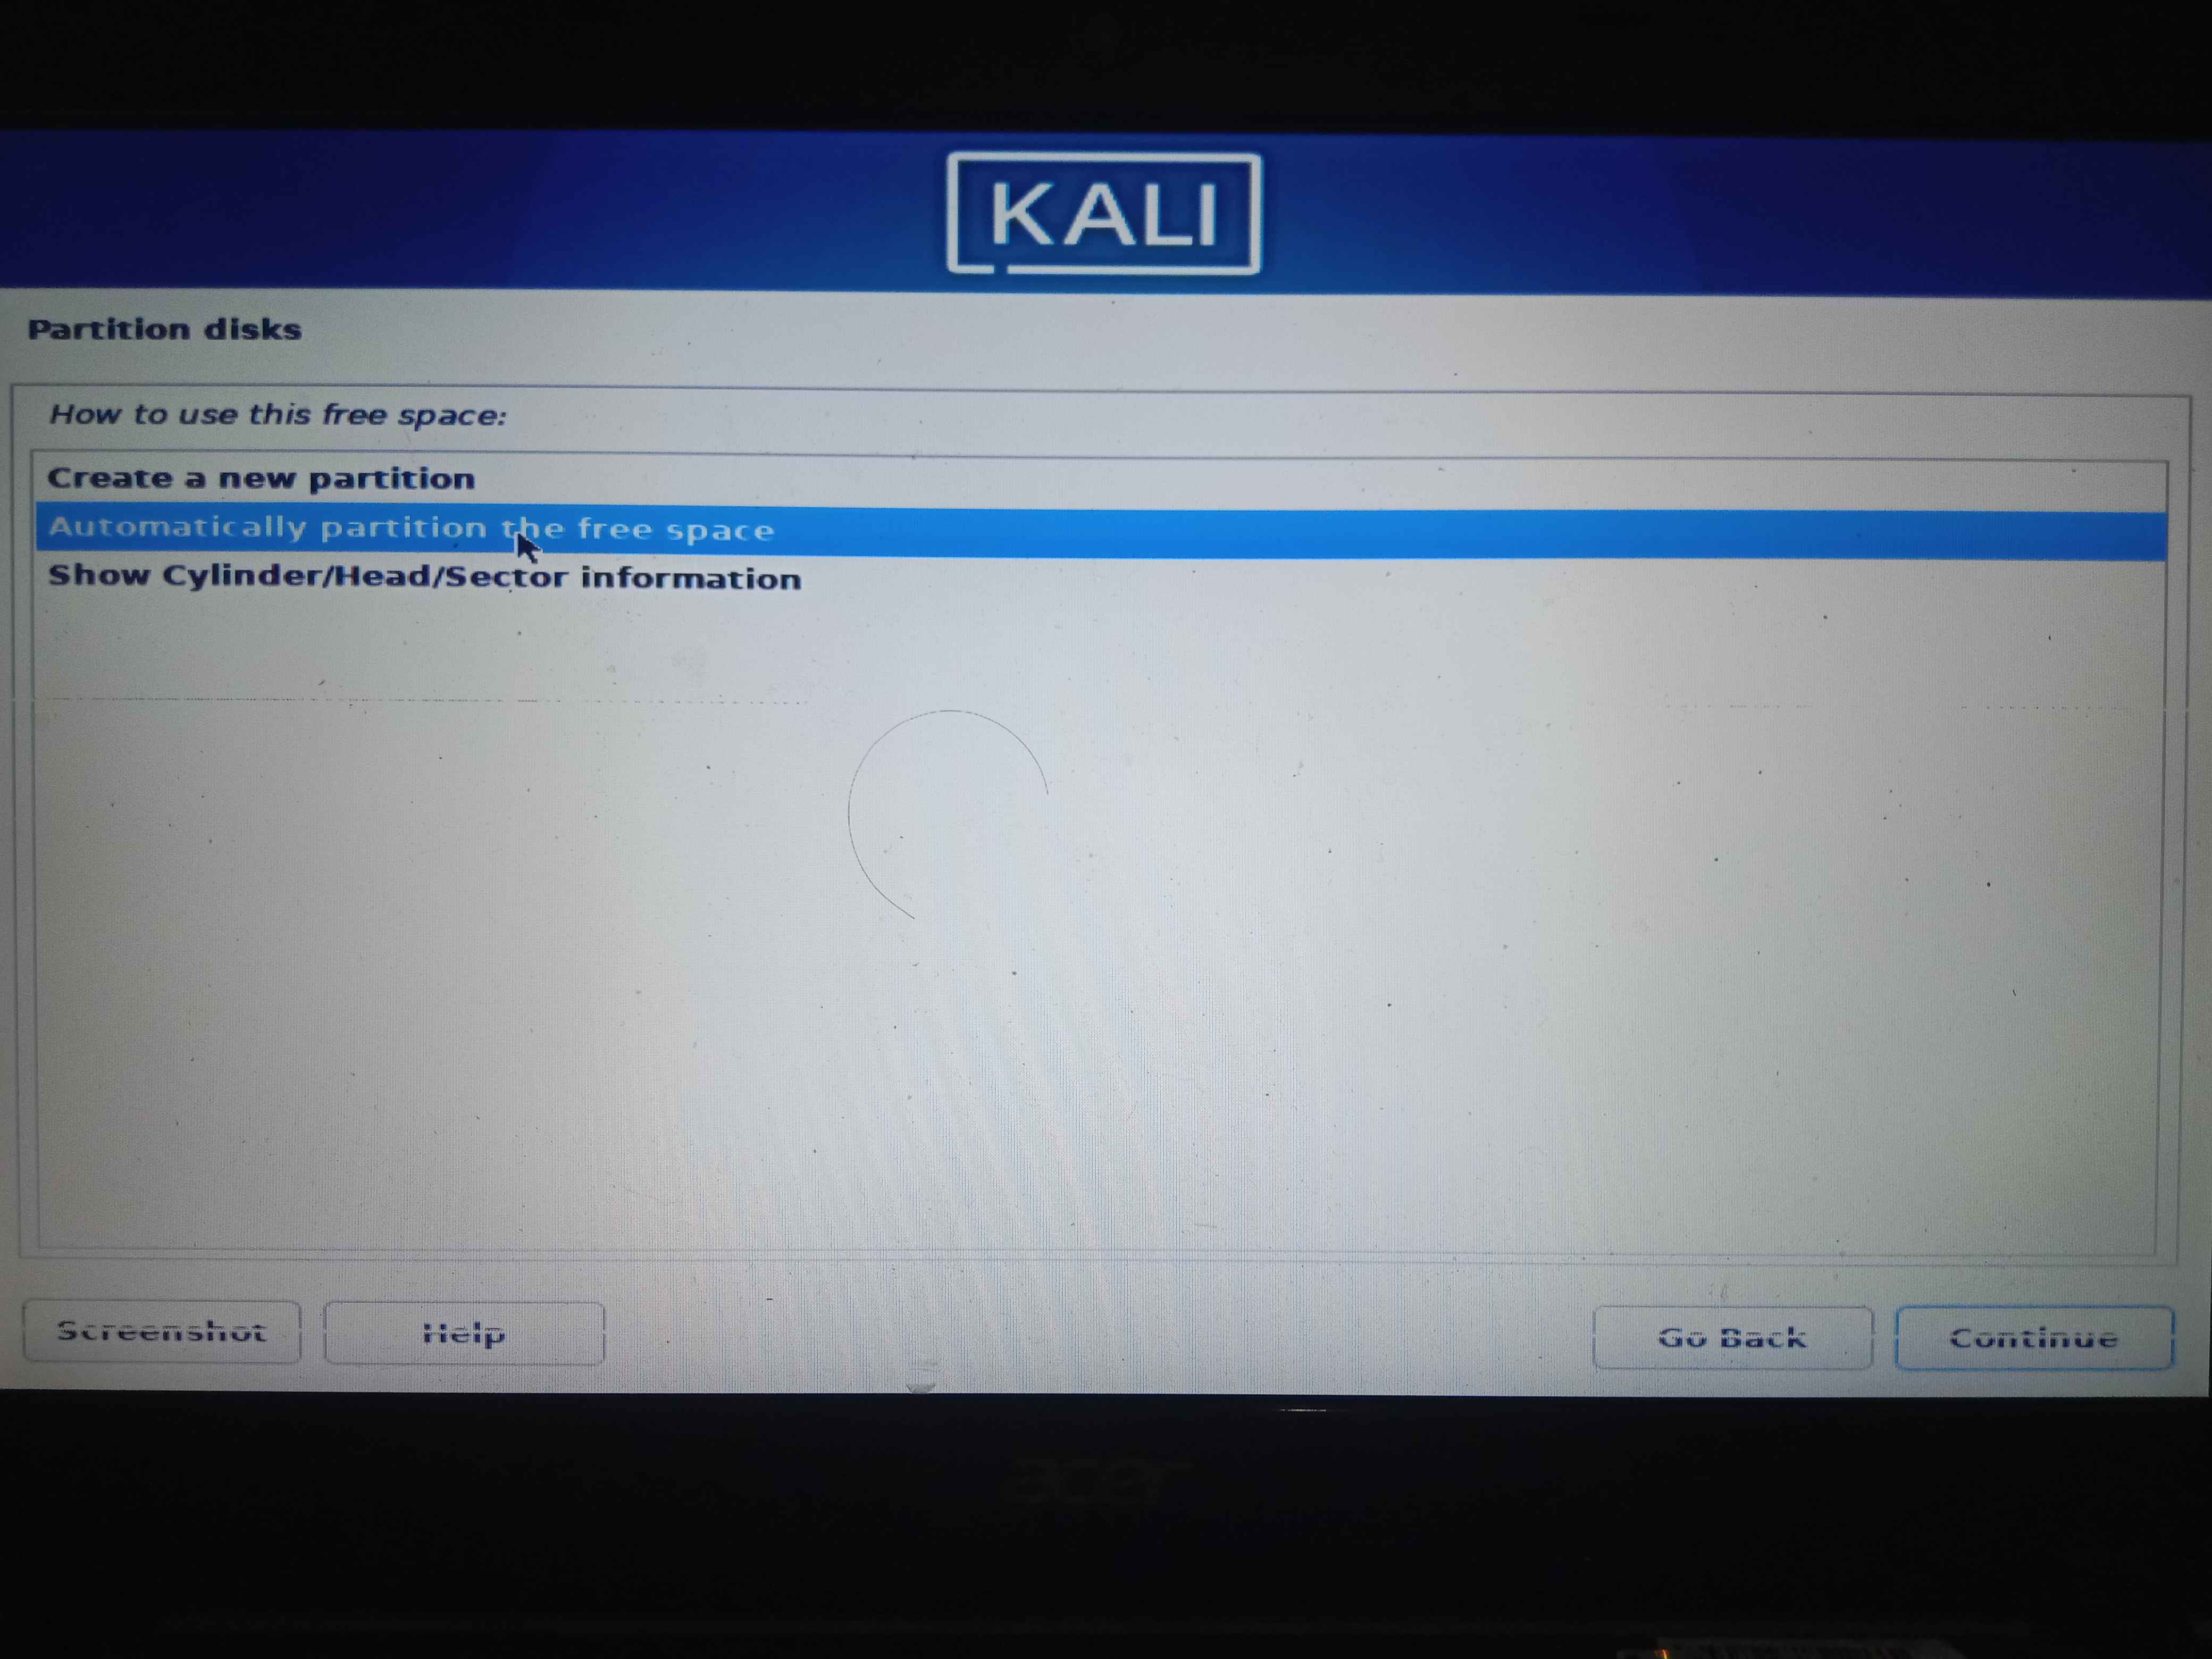 KALI
Partition disks
How to use this free space:
Create a new partition
Automatically partition the free space
Show Cylinder/Head/Sector information
Screenshot
Help
Go Back
Continue
acer